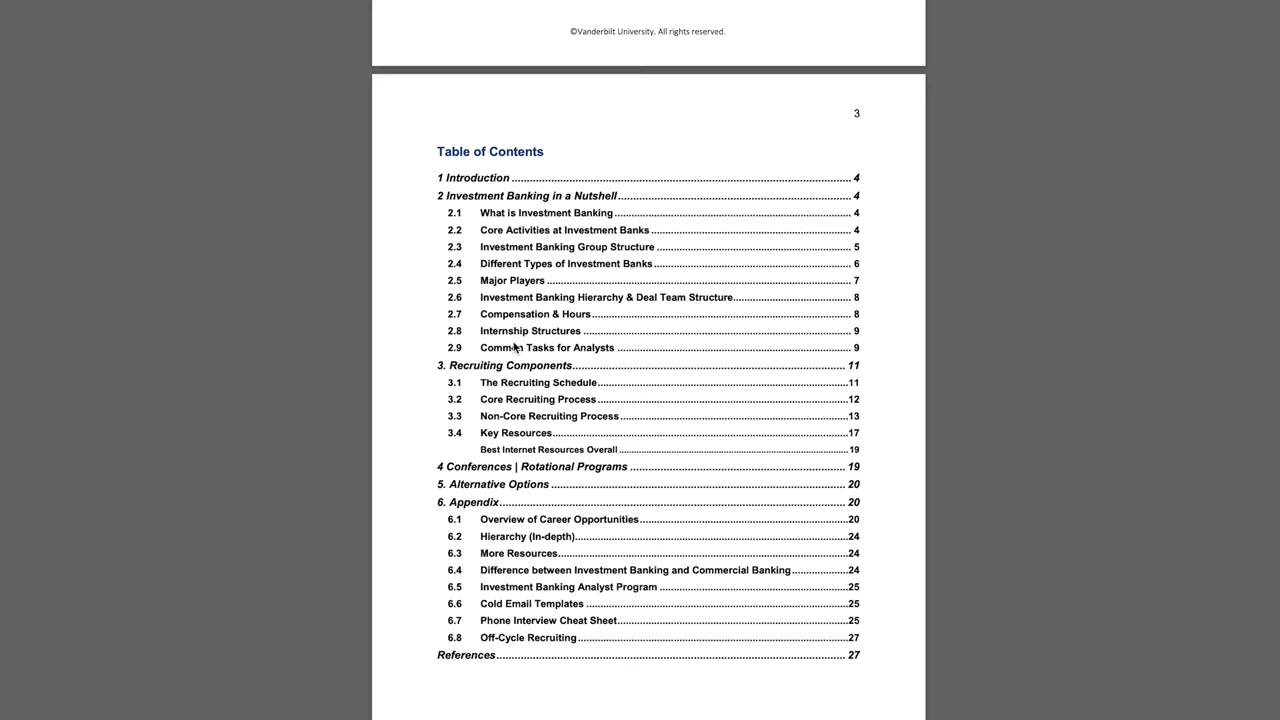 ©Vanderbilt University. All rights reserved.
3
Table of Contents
1 Introduction ........................ 4
2 Investment Banking in a Nutshell ........................ 4
2.1 What is Investment Banking ........................ 4
2.2 Core Activities at Investment Banks ........................ 4
2.3 Investment Banking Group Structure ........................ 5
2.4 Different Types of Investment Banks ........................ 6
2.5 Major Players ........................ 7
2.6 Investment Banking Hierarchy & Deal Team Structure ........................ 8
2.7 Compensation & Hours ........................ 8
2.8 Internship Structures ........................ 9
2.9 Common Tasks for Analysts ........................ 9
3. Recruiting Components ........................ 11
3.1 The Recruiting Schedule ........................ 11
3.2 Core Recruiting Process ........................ 12
3.3 Non-Core Recruiting Process ........................ 13
3.4 Key Resources ........................ 17
Best Internet Resources Overall ........................ 19
4 Conferences | Rotational Programs ........................ 19
5. Alternative Options ........................ 20
6. Appendix ........................ 20
6.1 Overview of Career Opportunities ........................ 20
6.2 Hierarchy (In-depth) ........................ 24
6.3 More Resources ........................ 24
6.4 Difference between Investment Banking and Commercial Banking ........................ 24
6.5 Investment Banking Analyst Program ........................ 25
6.6 Cold Email Templates ........................ 25
6.7 Phone Interview Cheat Sheet ........................ 25
6.8 Off-Cycle Recruiting ........................ 27
References ........................ 27